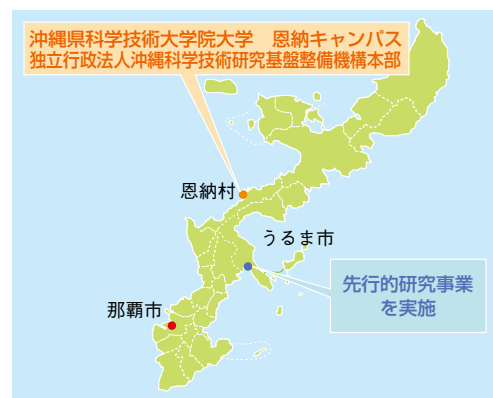 沖縄県科学技術大学院大学　恩納キャンパス
独立行政法人沖縄科学技術研究基盤整備機構本部
恩納村
うるま市
先行的研究事業
を実施
那覇市